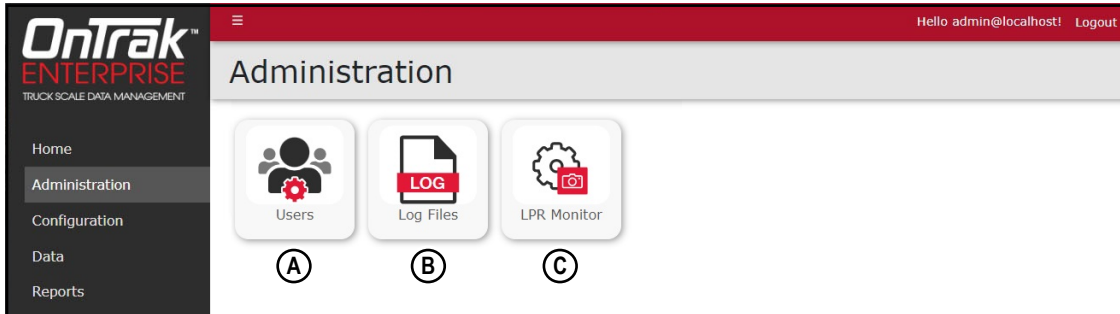 OnTrak™
ENTERPRISE
TRUCK SCALE DATA MANAGEMENT
Hello admin@localhost! Logout
Administration
Home
Administration
Configuration
Data
Reports
LOG
Users Log Files LPR Monitor
A B C